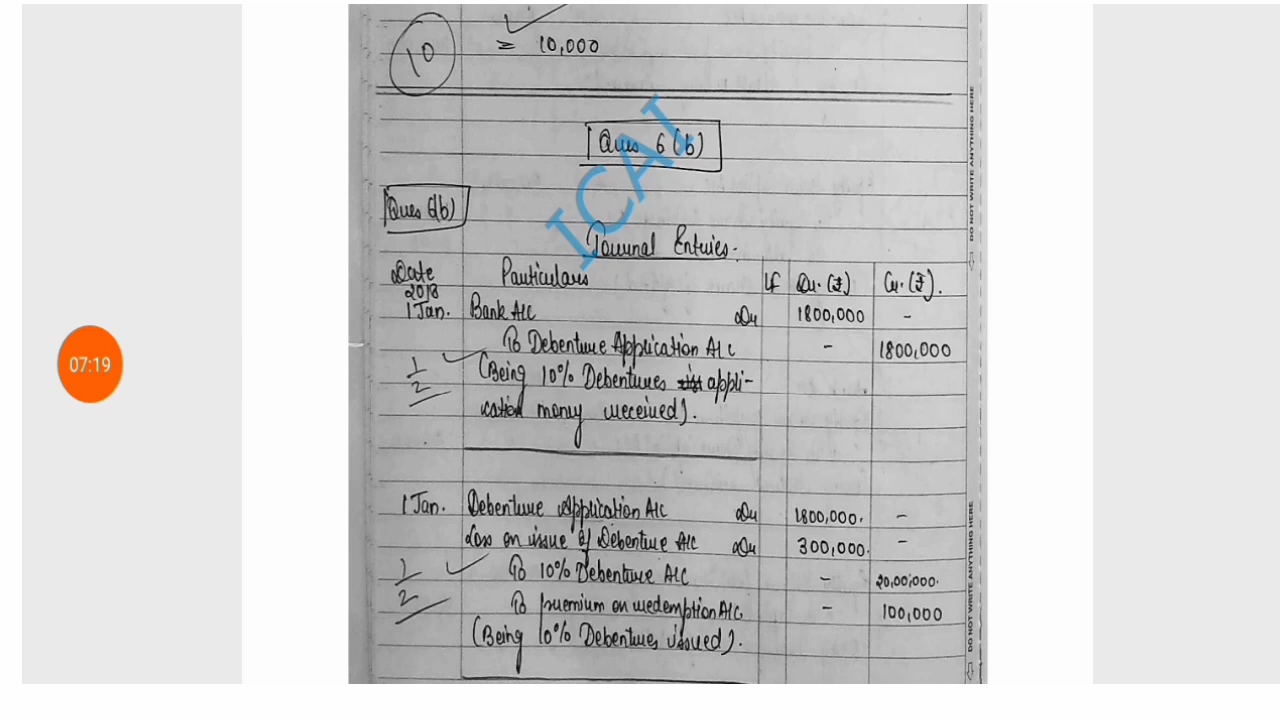 10
= 10,000
Ques 6 (b)
ICAI
Ques 6(b)
Journal Entries.
Date Particulars LF Dr. (₹) Cr. (₹).
2018
1 Jan. Bank A/c Dr 1800,000 -
To Debenture Application A/c - 1800,000
1/2 (Being 10% Debentures appli-
cation money received).
1 Jan. Debenture Application A/c Dr 1800,000. -
Loss on issue of Debenture A/c Dr 300,000. -
1/2 To 10% Debenture A/c - 20,00,000.
To premium on redemption A/c - 100,000
(Being 10% Debentures issued).
07:19
DO NOT WRITE ANYTHING HERE
DO NOT WRITE ANYTHING HERE